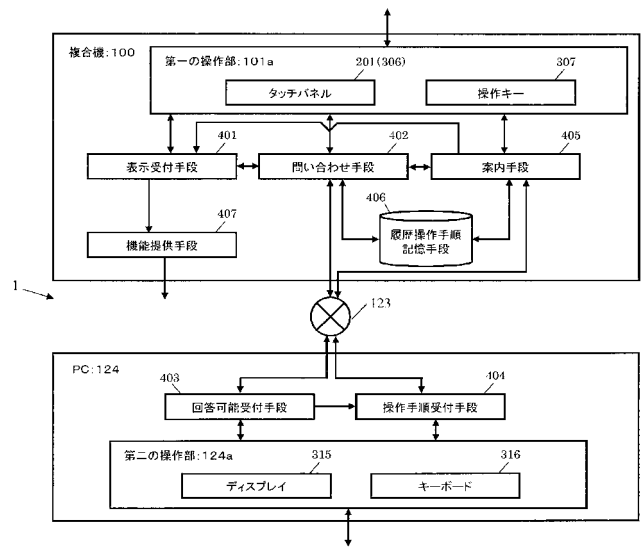 複合機:100
第一の操作部:101a
201(306)
307
タッチパネル
操作キー
401
402
405
表示受付手段
問い合わせ手段
案内手段
406
407
履歴操作手順
記憶手段
機能提供手段
1
123
PC:124
403
404
回答可能受付手段
操作手順受付手段
第二の操作部:124a
315
316
ディスプレイ
キーボード